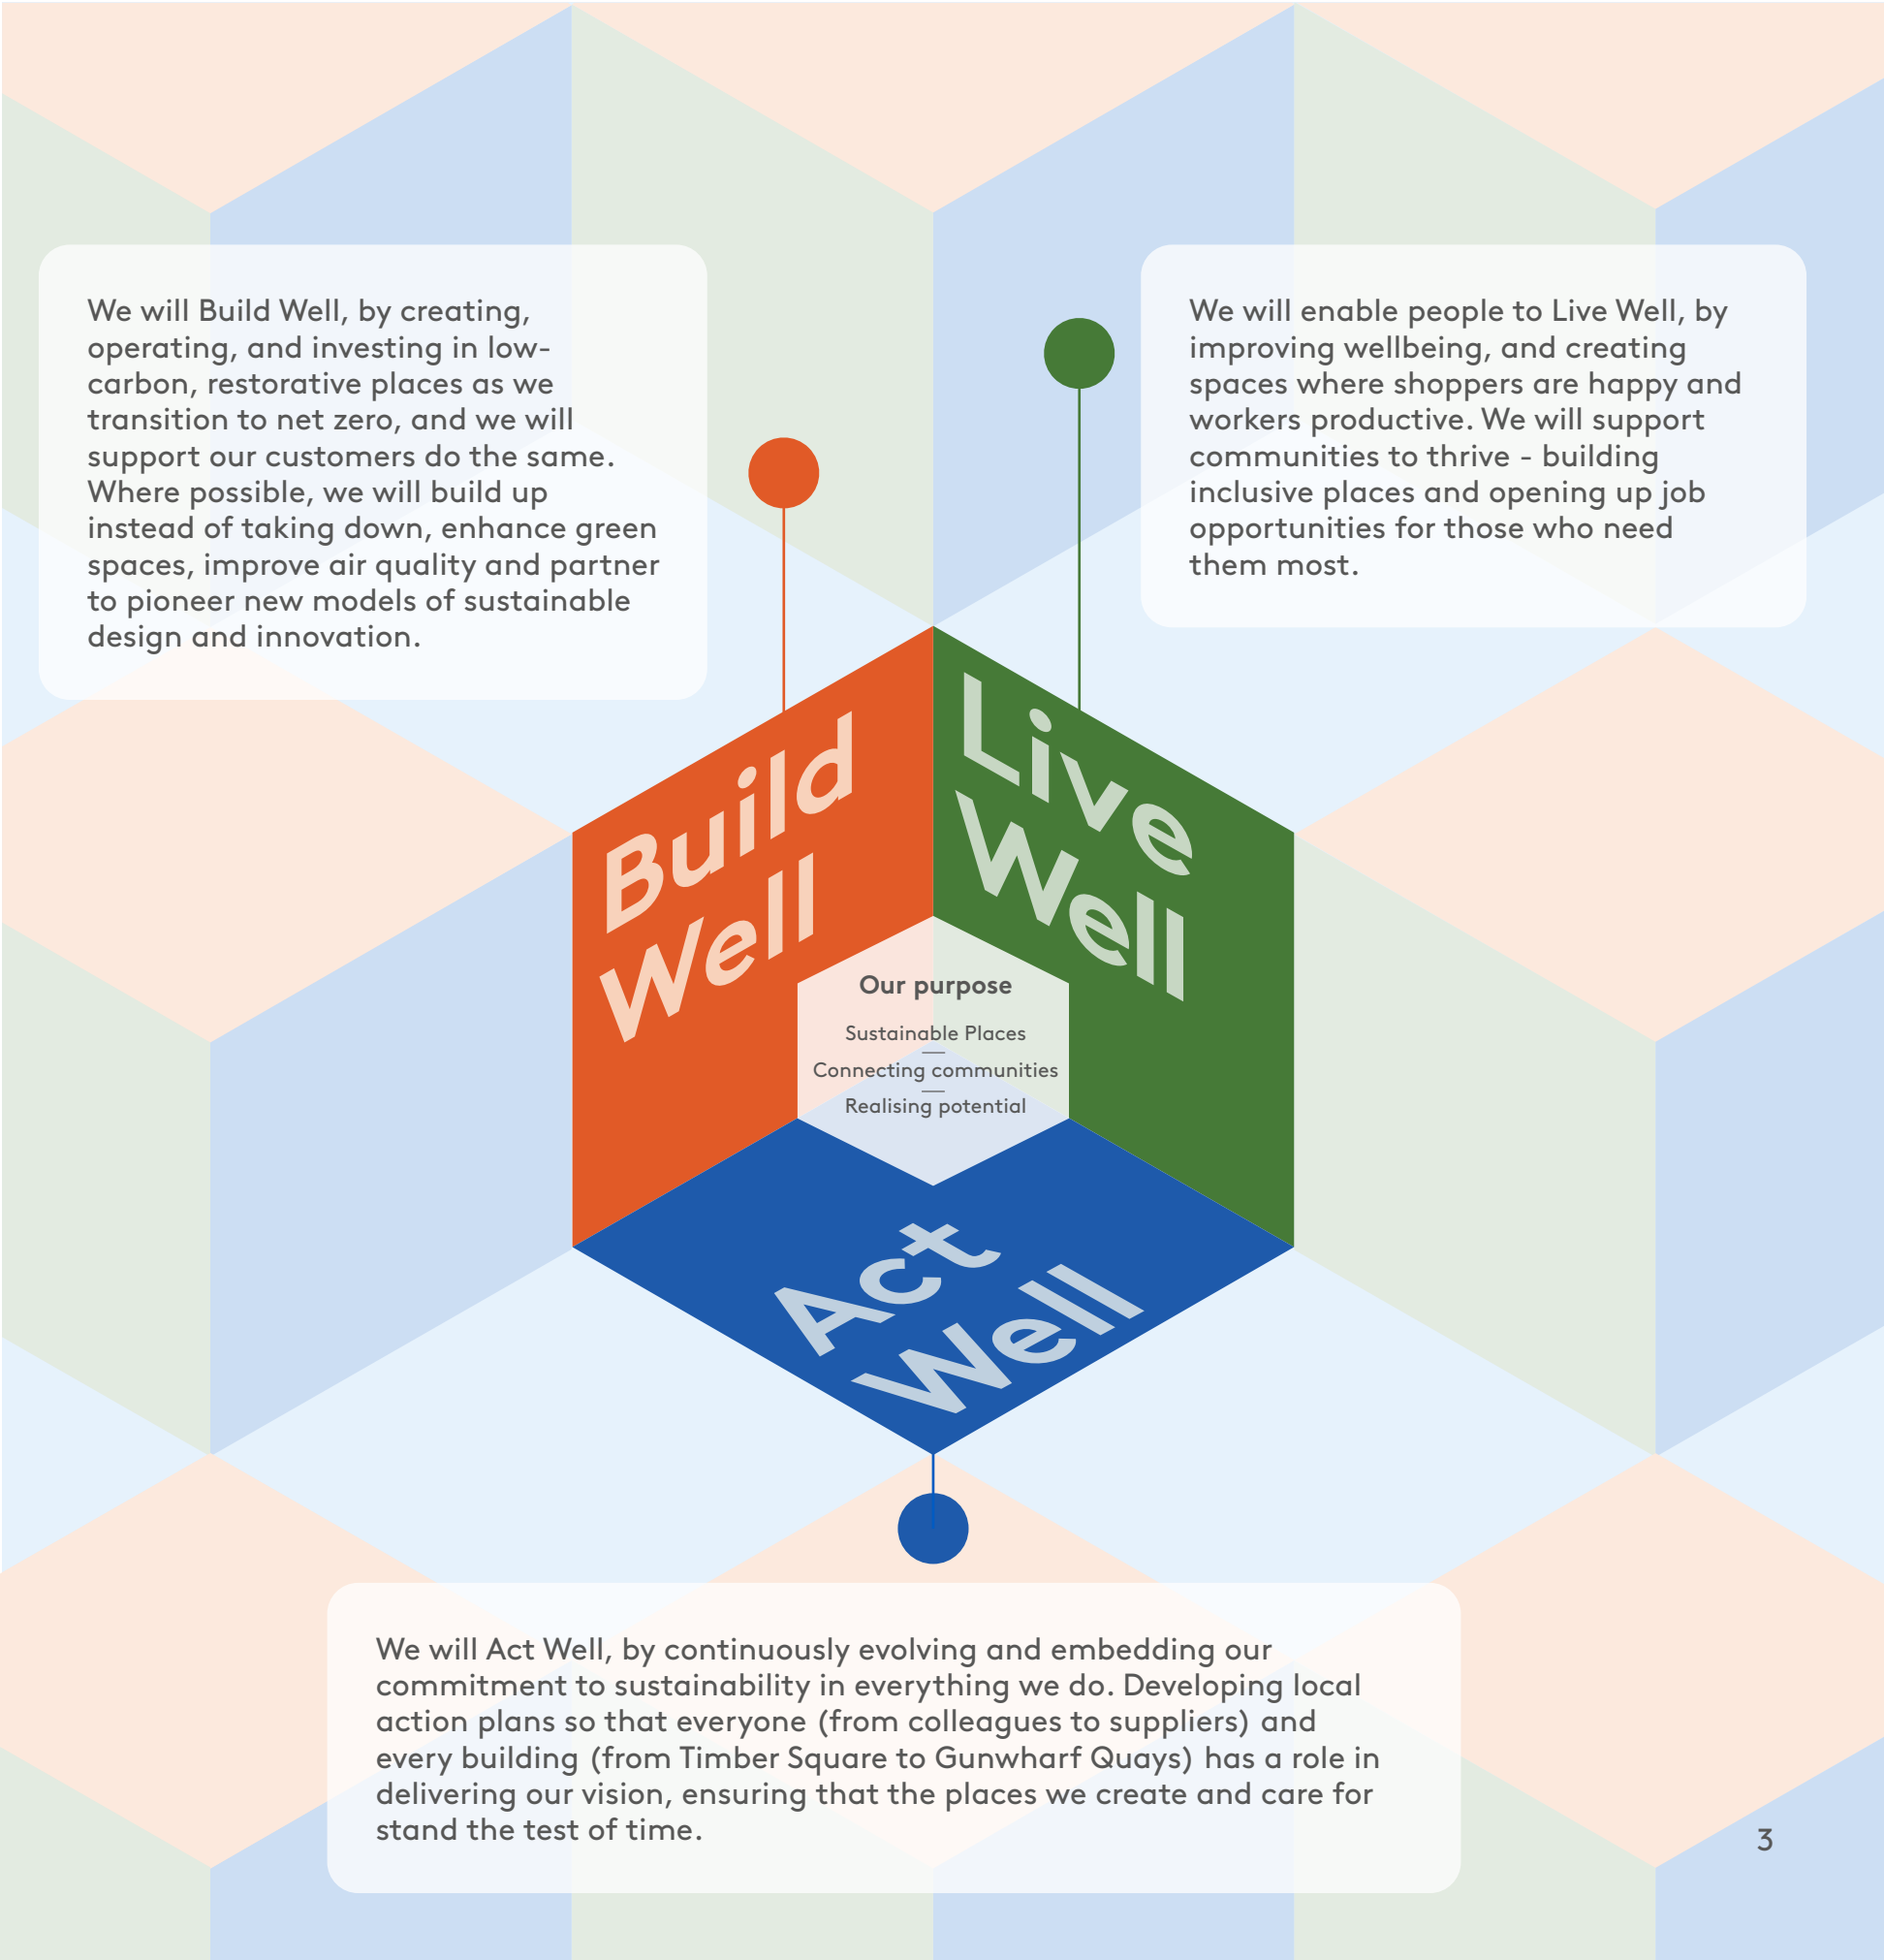 We will Build Well, by creating,
operating, and investing in low-
carbon, restorative places as we
transition to net zero, and we will
support our customers do the same.
Where possible, we will build up
instead of taking down, enhance green
spaces, improve air quality and partner
to pioneer new models of sustainable
design and innovation.
We will enable people to Live Well, by
improving wellbeing, and creating
spaces where shoppers are happy and
workers productive. We will support
communities to thrive - building
inclusive places and opening up job
opportunities for those who need
them most.
Build
Well
Live
Well
Our purpose
Sustainable Places
Connecting communities
Realising potential
Act
Well
We will Act Well, by continuously evolving and embedding our
commitment to sustainability in everything we do. Developing local
action plans so that everyone (from colleagues to suppliers) and
every building (from Timber Square to Gunwharf Quays) has a role in
delivering our vision, ensuring that the places we create and care for
stand the test of time.
3